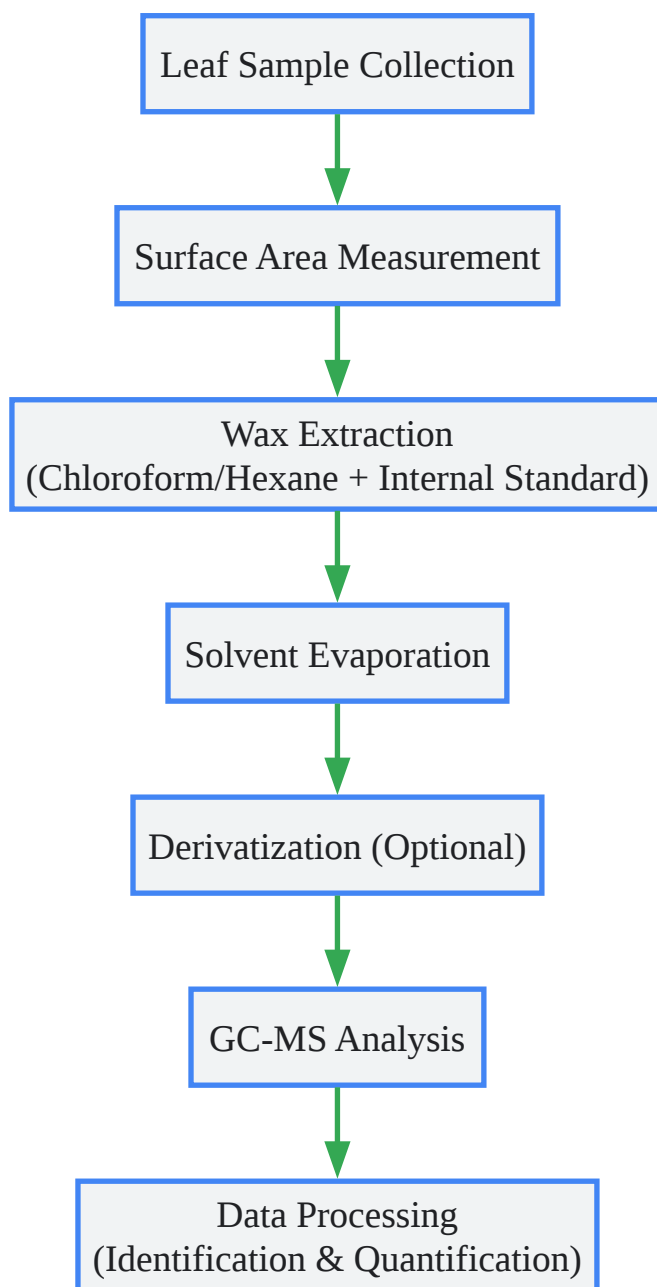 Leaf Sample Collection
Surface Area Measurement
Wax Extraction
(Chloroform/Hexane + Internal Standard)
Solvent Evaporation
Derivatization (Optional)
GC-MS Analysis
Data Processing
(Identification & Quantification)